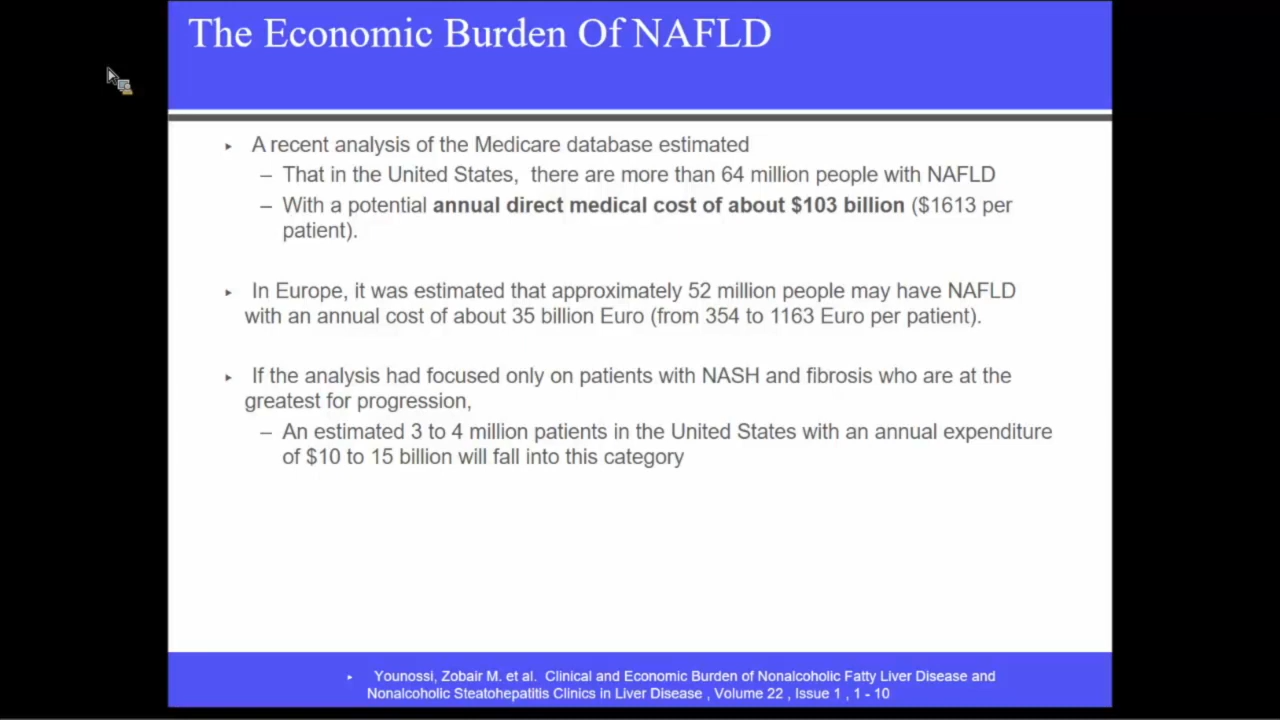 The Economic Burden Of NAFLD
▸ A recent analysis of the Medicare database estimated
– That in the United States, there are more than 64 million people with NAFLD
– With a potential annual direct medical cost of about $103 billion ($1613 per
patient).
▸ In Europe, it was estimated that approximately 52 million people may have NAFLD
with an annual cost of about 35 billion Euro (from 354 to 1163 Euro per patient).
▸ If the analysis had focused only on patients with NASH and fibrosis who are at the
greatest for progression,
– An estimated 3 to 4 million patients in the United States with an annual expenditure
of $10 to 15 billion will fall into this category
▸ Younossi, Zobair M. et al. Clinical and Economic Burden of Nonalcoholic Fatty Liver Disease and
Nonalcoholic Steatohepatitis Clinics in Liver Disease , Volume 22 , Issue 1 , 1 - 10